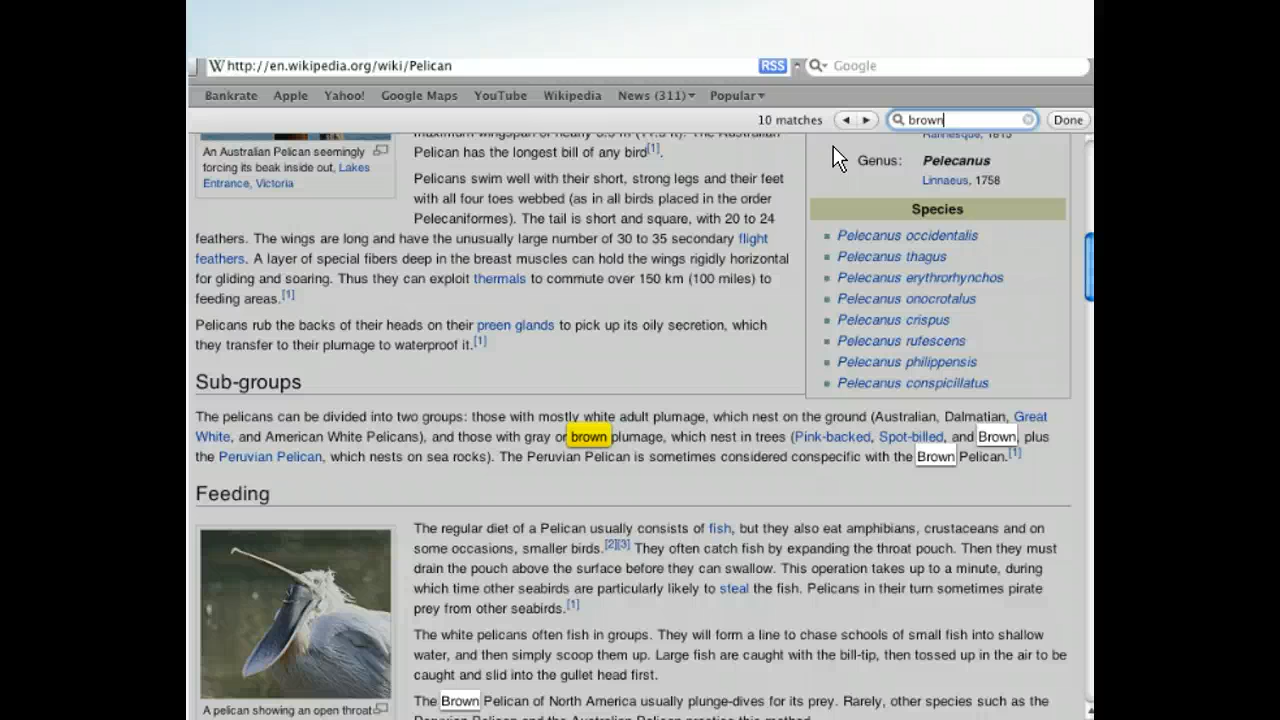 http://en.wikipedia.org/wiki/Pelican RSS Google
Bankrate Apple Yahoo! Google Maps YouTube Wikipedia News (311) Popular
10 matches brown Done
An Australian Pelican seemingly
forcing its beak inside out, Lakes
Entrance, Victoria
Pelican has the longest bill of any bird[1].
Pelicans swim well with their short, strong legs and their feet
with all four toes webbed (as in all birds placed in the order
Pelecaniformes). The tail is short and square, with 20 to 24
feathers. The wings are long and have the unusually large number of 30 to 35 secondary flight
feathers. A layer of special fibers deep in the breast muscles can hold the wings rigidly horizontal
for gliding and soaring. Thus they can exploit thermals to commute over 150 km (100 miles) to
feeding areas.[1]
Pelicans rub the backs of their heads on their preen glands to pick up its oily secretion, which
they transfer to their plumage to waterproof it.[1]
Rafinesque, 1815
Genus: Pelecanus
Linnaeus, 1758
Species
Pelecanus occidentalis
Pelecanus thagus
Pelecanus erythrorhynchos
Pelecanus onocrotalus
Pelecanus crispus
Pelecanus rufescens
Pelecanus philippensis
Pelecanus conspicillatus
Sub-groups
The pelicans can be divided into two groups: those with mostly white adult plumage, which nest on the ground (Australian, Dalmatian, Great
White, and American White Pelicans), and those with gray or brown plumage, which nest in trees (Pink-backed, Spot-billed, and Brown, plus
the Peruvian Pelican, which nests on sea rocks). The Peruvian Pelican is sometimes considered conspecific with the Brown Pelican.[1]
Feeding
The regular diet of a Pelican usually consists of fish, but they also eat amphibians, crustaceans and on
some occasions, smaller birds.[2][3] They often catch fish by expanding the throat pouch. Then they must
drain the pouch above the surface before they can swallow. This operation takes up to a minute, during
which time other seabirds are particularly likely to steal the fish. Pelicans in their turn sometimes pirate
prey from other seabirds.[1]
The white pelicans often fish in groups. They will form a line to chase schools of small fish into shallow
water, and then simply scoop them up. Large fish are caught with the bill-tip, then tossed up in the air to be
caught and slid into the gullet head first.
The Brown Pelican of North America usually plunge-dives for its prey. Rarely, other species such as the
A pelican showing an open throat